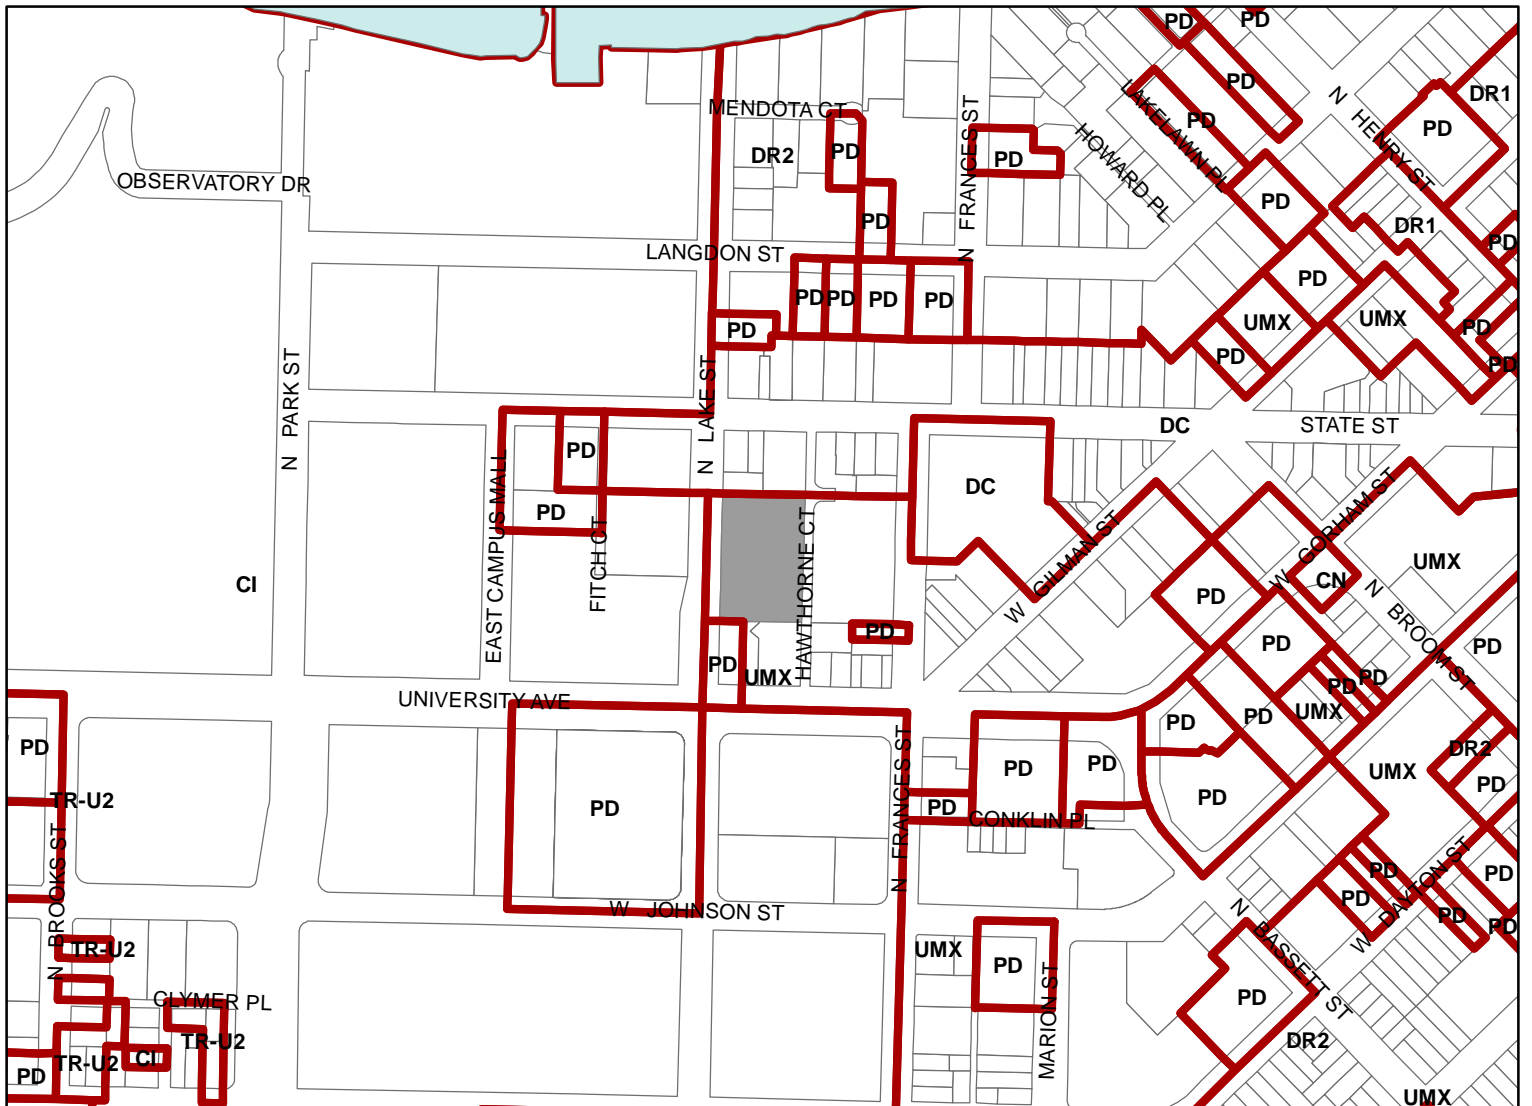 PD
PD
PD
DR1
N HENRY ST
PD
PD
LAKELAWN PL
MENDOTA CT
N FRANCES ST
HOWARD PL
DR2
PD
PD
OBSERVATORY DR
PD
PD
DR1
PD
LANGDON ST
PD
PD
PD
PD
PD
PD
UMX
UMX
PD
PD
PD
PD
N PARK ST
N LAKE ST
DC
STATE ST
PD
EAST CAMPUS MALL
DC
PD
FITCH CT
HAWTHORNE CT
W GILMAN ST
W GORHAM ST
UMX
CI
CN
PD
N BROOM ST
PD
PD
PD
PD
UMX
PD
PD
UMX
UNIVERSITY AVE
PD
PD
PD
N FRANCES ST
DR2
PD
PD
UMX
PD
TR-U2
PD
PD
PD
CONKLIN PL
N BROOKS ST
PD
PD
PD
W DAYTON ST
W JOHNSON ST
PD
PD
N BASSETT ST
TR-U2
UMX
PD
MARION ST
CLYMER PL
PD
TR-U2
DR2
TR-U2
CI
PD
UMX